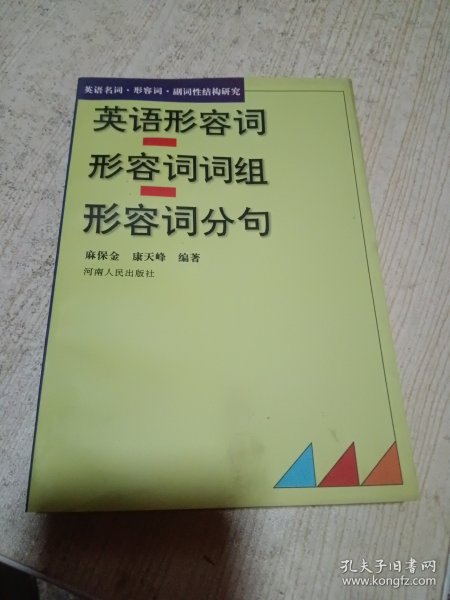 英语名词·形容词·副词性结构研究
英语形容词
形容词词组
形容词分句
麻保金 康天峰 编著
河南人民出版社
孔夫子旧书网
www.kongfz.com